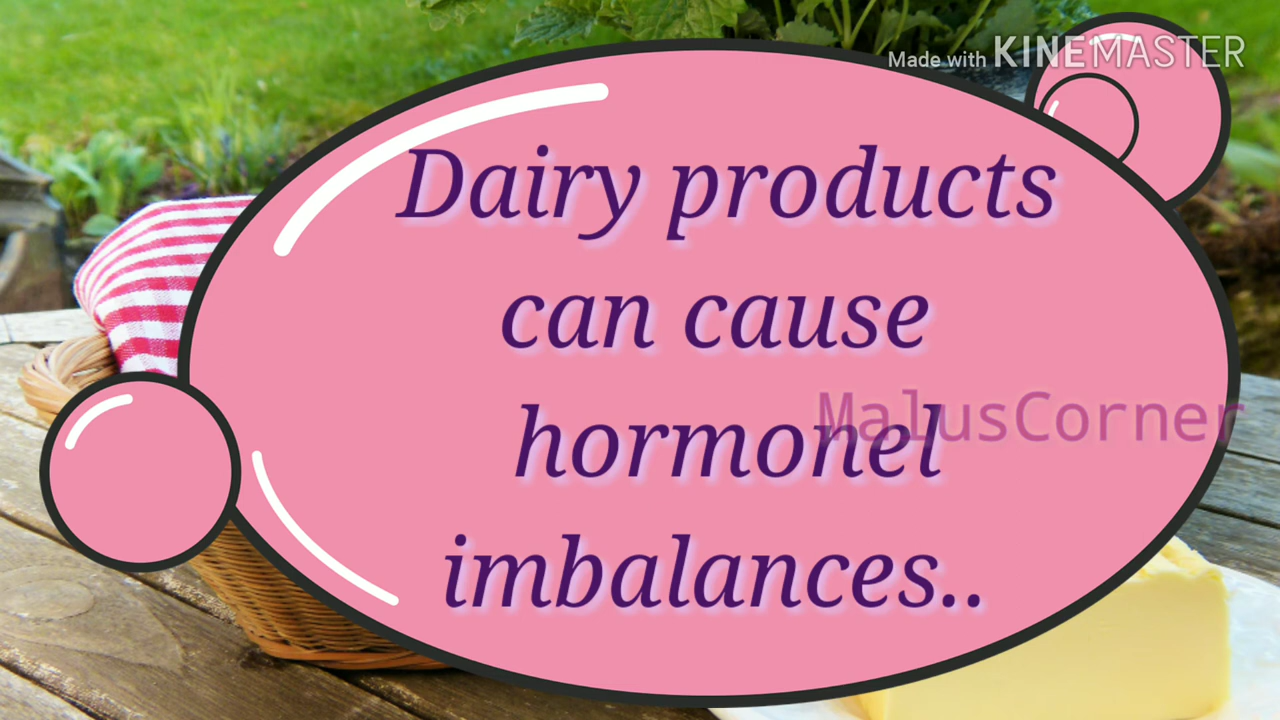 Made with KINEMASTER
Dairy products
can cause
MalusCorner
hormonel
imbalances..